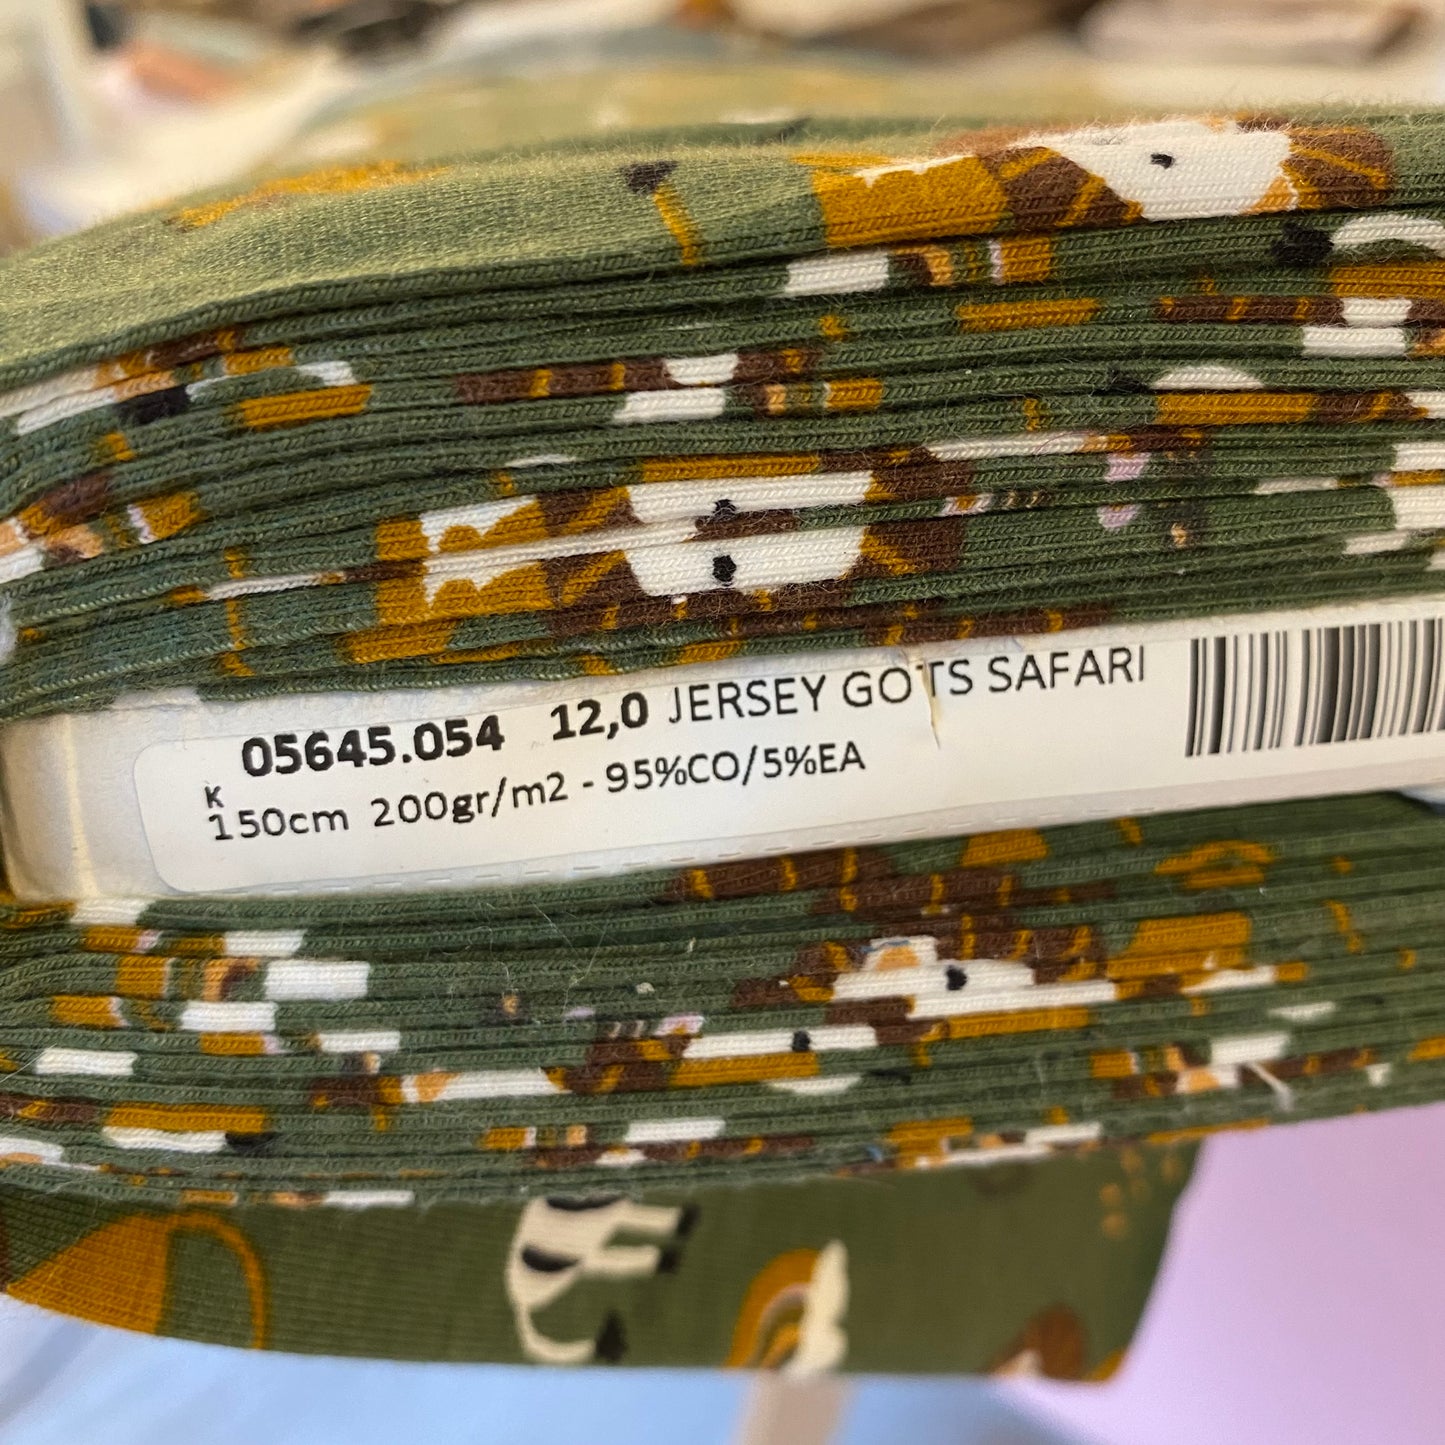 05645.054 12,0 JERSEY GOTS SAFARI
K
150cm 200gr/m2 - 95%CO/5%EA